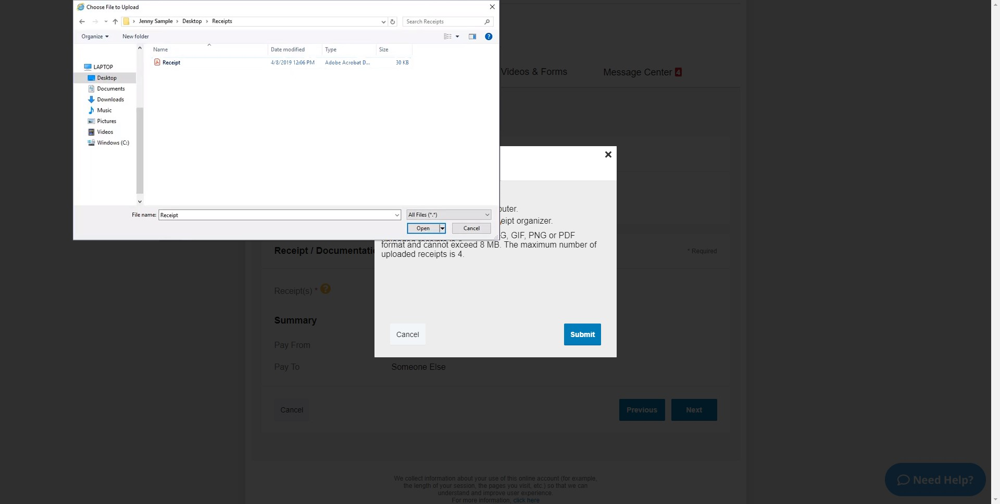 Choose File to Upload
Jenny Sample Desktop Receipts
Search Receipts
Organize New folder
Name Date modified Type Size
Receipt 4/8/2019 12:06 PM Adobe Acrobat D... 30 KB
LAPTOP
Desktop
Documents
Downloads
Music
Pictures
Videos
Windows (C:)
File name: Receipt All Files (*.*)
Open Cancel
Videos & Forms Message Center 4
outer.
eipt organizer.
G, GIF, PNG or PDF
format and cannot exceed 8 MB. The maximum number of
uploaded receipts is 4.
Cancel Submit
Receipt / Documentati
* Required
Receipt(s) * ?
Summary
Pay From
Pay To Someone Else
Cancel Previous Next
We collect information about your use of this online account (for example,
the length of your session, the pages you visit, etc.) so that we can
understand and improve user experience.
For more information, click here
Need Help?